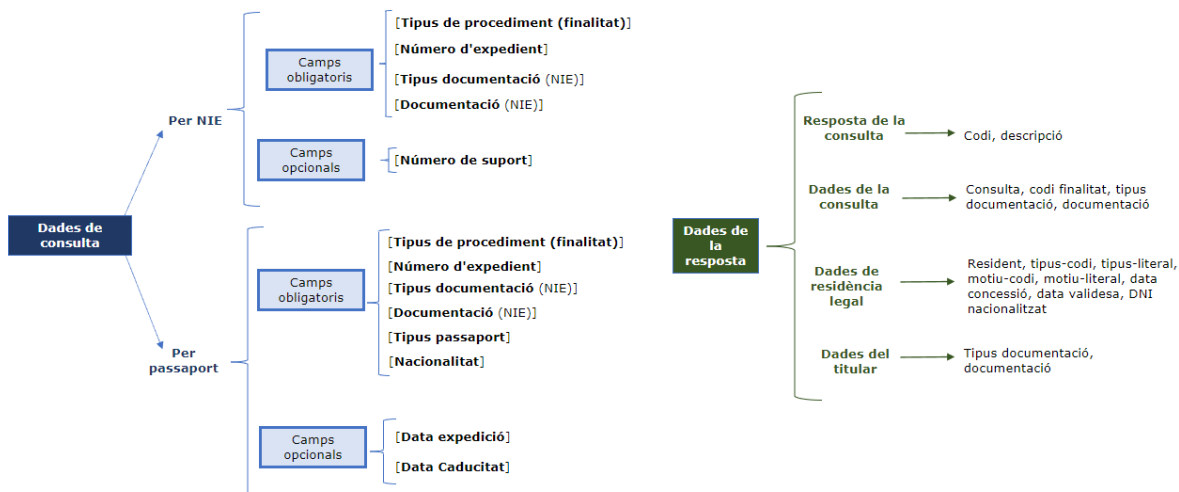 Dades de
consulta
Per NIE
Camps
obligatoris
[Tipus de procediment (finalitat)]
[Número d'expedient]
[Tipus documentació (NIE)]
[Documentació (NIE)]
Camps
opcionals
[Número de suport]
Per
passaport
Camps
obligatoris
[Tipus de procediment (finalitat)]
[Número d'expedient]
[Tipus documentació (NIE)]
[Documentació (NIE)]
[Tipus passaport]
[Nacionalitat]
Camps
opcionals
[Data expedició]
[Data Caducitat]
Dades de
la
resposta
Resposta de la
consulta
Codi, descripció
Dades de la
consulta
Consulta, codi finalitat, tipus
documentació, documentació
Dades de
residència
legal
Resident, tipus-codi, tipus-literal,
motiu-codi, motiu-literal, data
concessió, data validesa, DNI
nacionalitzat
Dades del
titular
Tipus documentació,
documentació